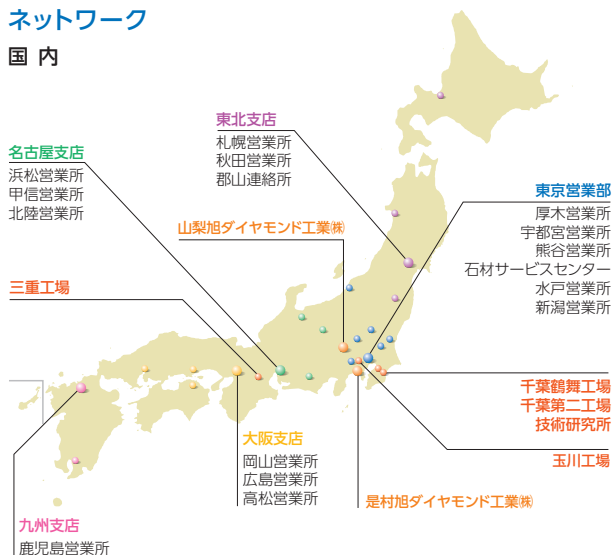 ネットワーク
国 内
東北支店
札幌営業所
秋田営業所
郡山連絡所
名古屋支店
浜松営業所
甲信営業所
北陸営業所
東京営業部
厚木営業所
宇都宮営業所
熊谷営業所
石材サービスセンター
水戸営業所
新潟営業所
山梨旭ダイヤモンド工業㈱
三重工場
千葉鶴舞工場
千葉第二工場
技術研究所
玉川工場
大阪支店
岡山営業所
広島営業所
高松営業所
是村旭ダイヤモンド工業㈱
九州支店
鹿児島営業所